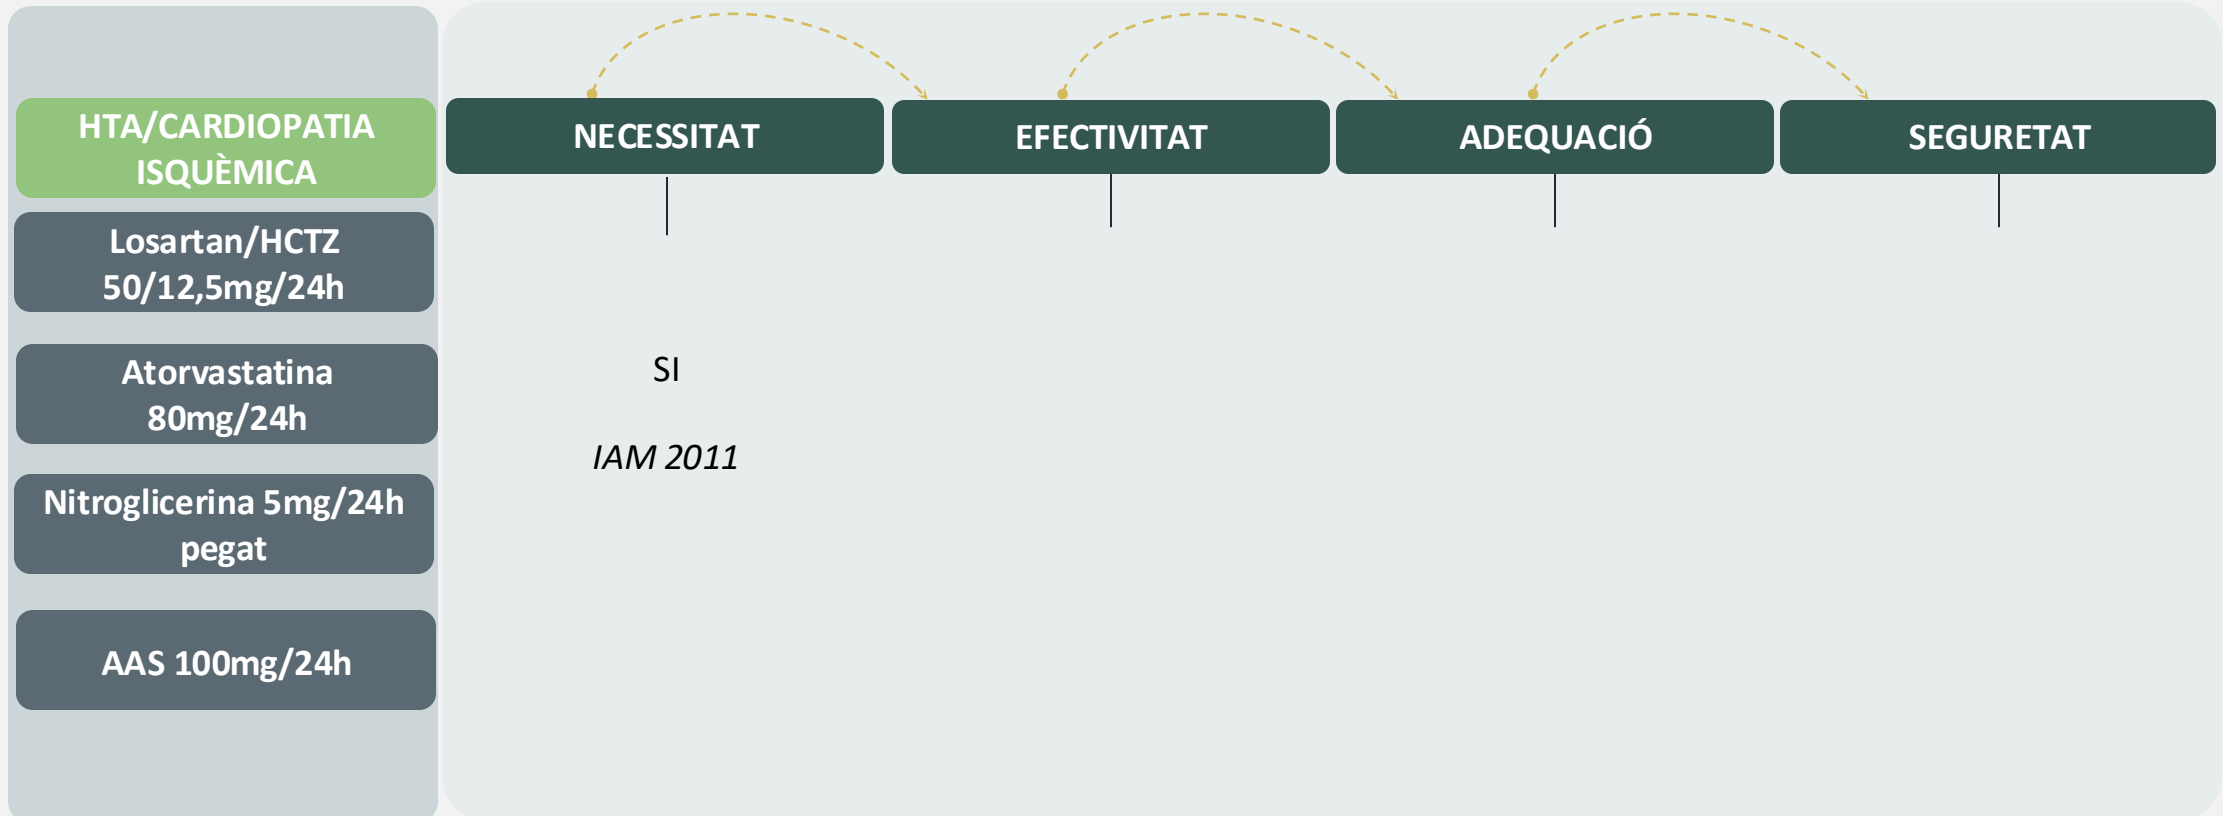 HTA/CARDIOPATIA
ISQUÈMICA
NECESSITAT
EFECTIVITAT
ADEQUACIÓ
SEGURETAT
Losartan/HCTZ
50/12,5mg/24h
Atorvastatina
80mg/24h
SI
IAM 2011
Nitroglicerina 5mg/24h
pegat
AAS 100mg/24h